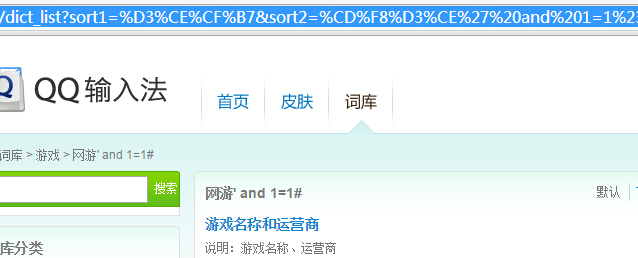 /dict_list?sort1=%D3%CE%CF%B7&sort2=%CD%F8%D3%CE%27%20and%201=1%23
QQ输入法
首页 皮肤 词库
词库 > 游戏 > 网游' and 1=1#
搜索
网游' and 1=1#
默认
游戏名称和运营商
说明：游戏名称、运营商
库分类